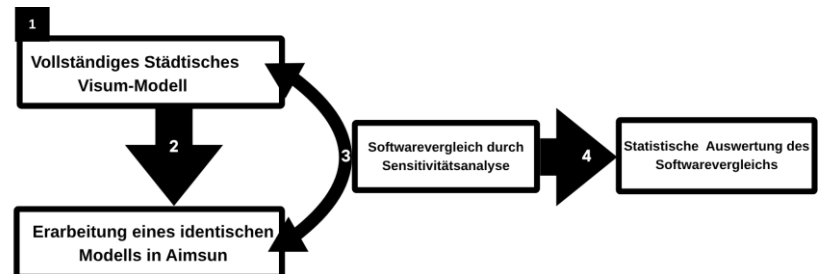 1
Vollständiges Städtisches
Visum-Modell
2
Erarbeitung eines identischen
Modells in Aimsun
3
Softwarevergleich durch
Sensitivitätsanalyse
4
Statistische Auswertung des
Softwarevergleichs